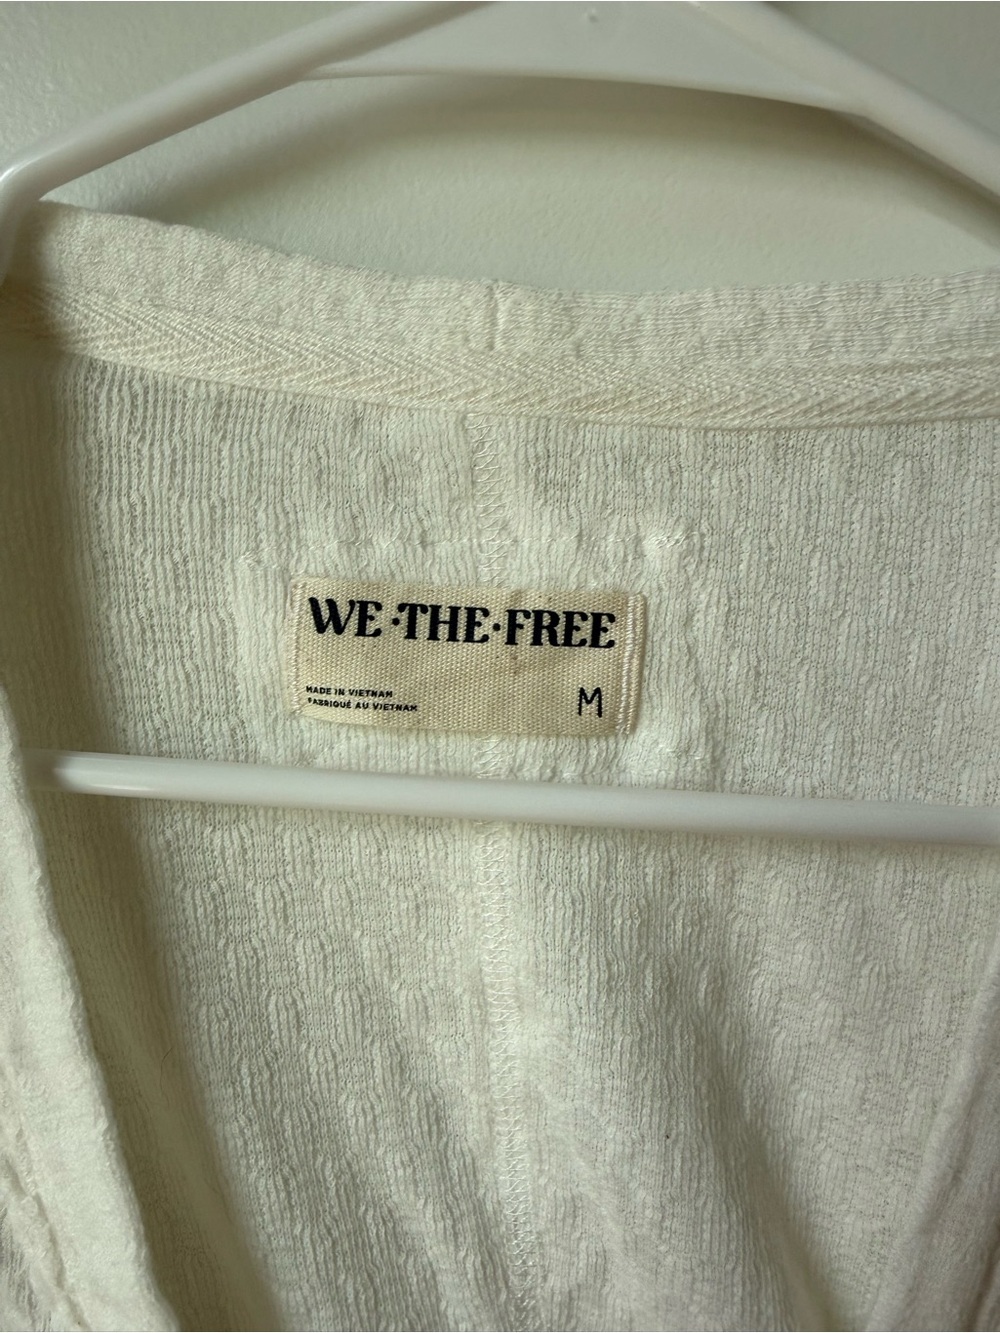 WE·THE·FREE
MADE IN VIETNAM
FABRIQUÉ AU VIETNAM
M